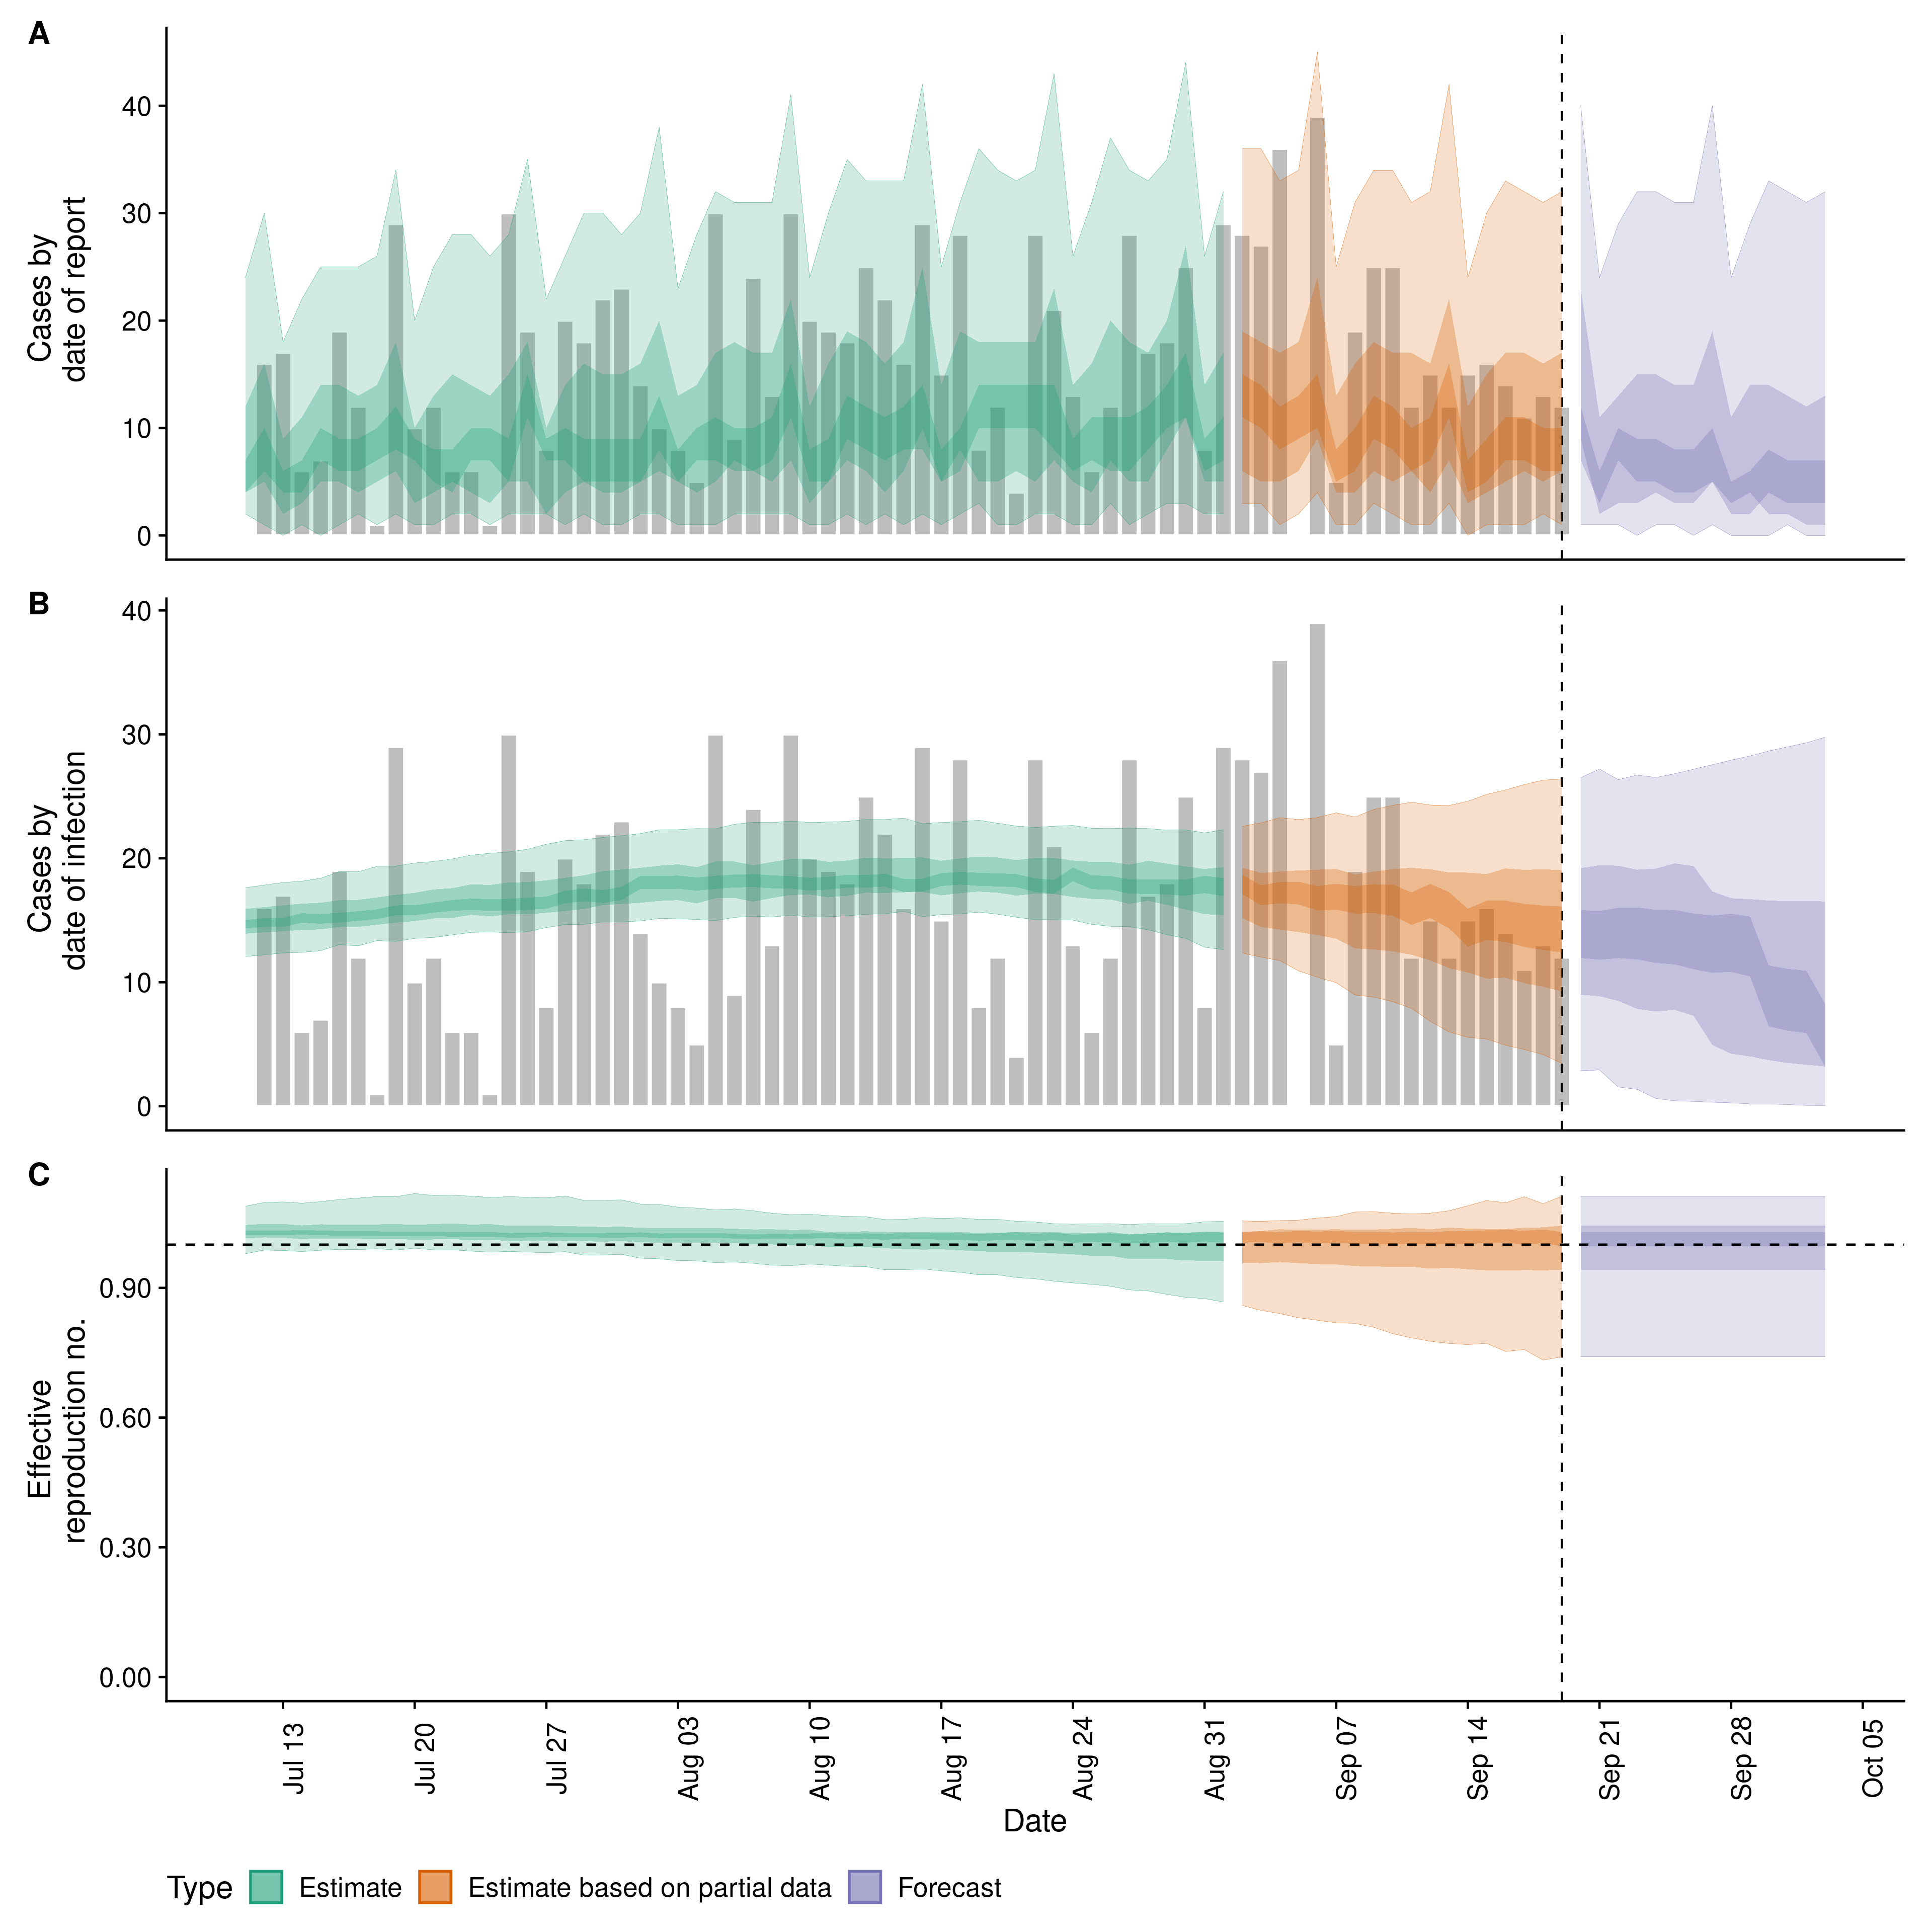 A
Cases by
date of report
40
30
20
10
0
B
Cases by
date of infection
40
30
20
10
0
C
Effective
reproduction no.
0.90
0.60
0.30
0.00
Jul 13
Jul 20
Jul 27
Aug 03
Aug 10
Aug 17
Aug 24
Aug 31
Sep 07
Sep 14
Sep 21
Sep 28
Oct 05
Date
Type Estimate Estimate based on partial data Forecast